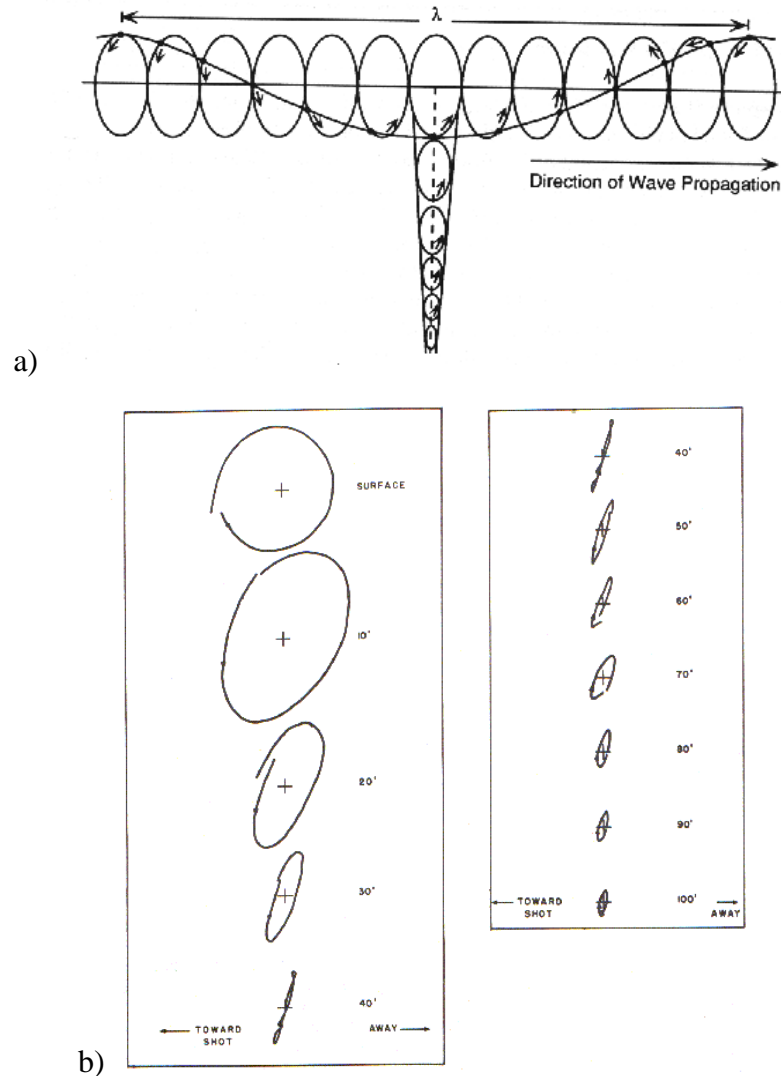 λ
Direction of Wave Propagation
a)
SURFACE
10'
20'
30'
40'
TOWARD
SHOT
AWAY
b)
40'
50'
60'
70'
80'
90'
100'
TOWARD
SHOT
AWAY